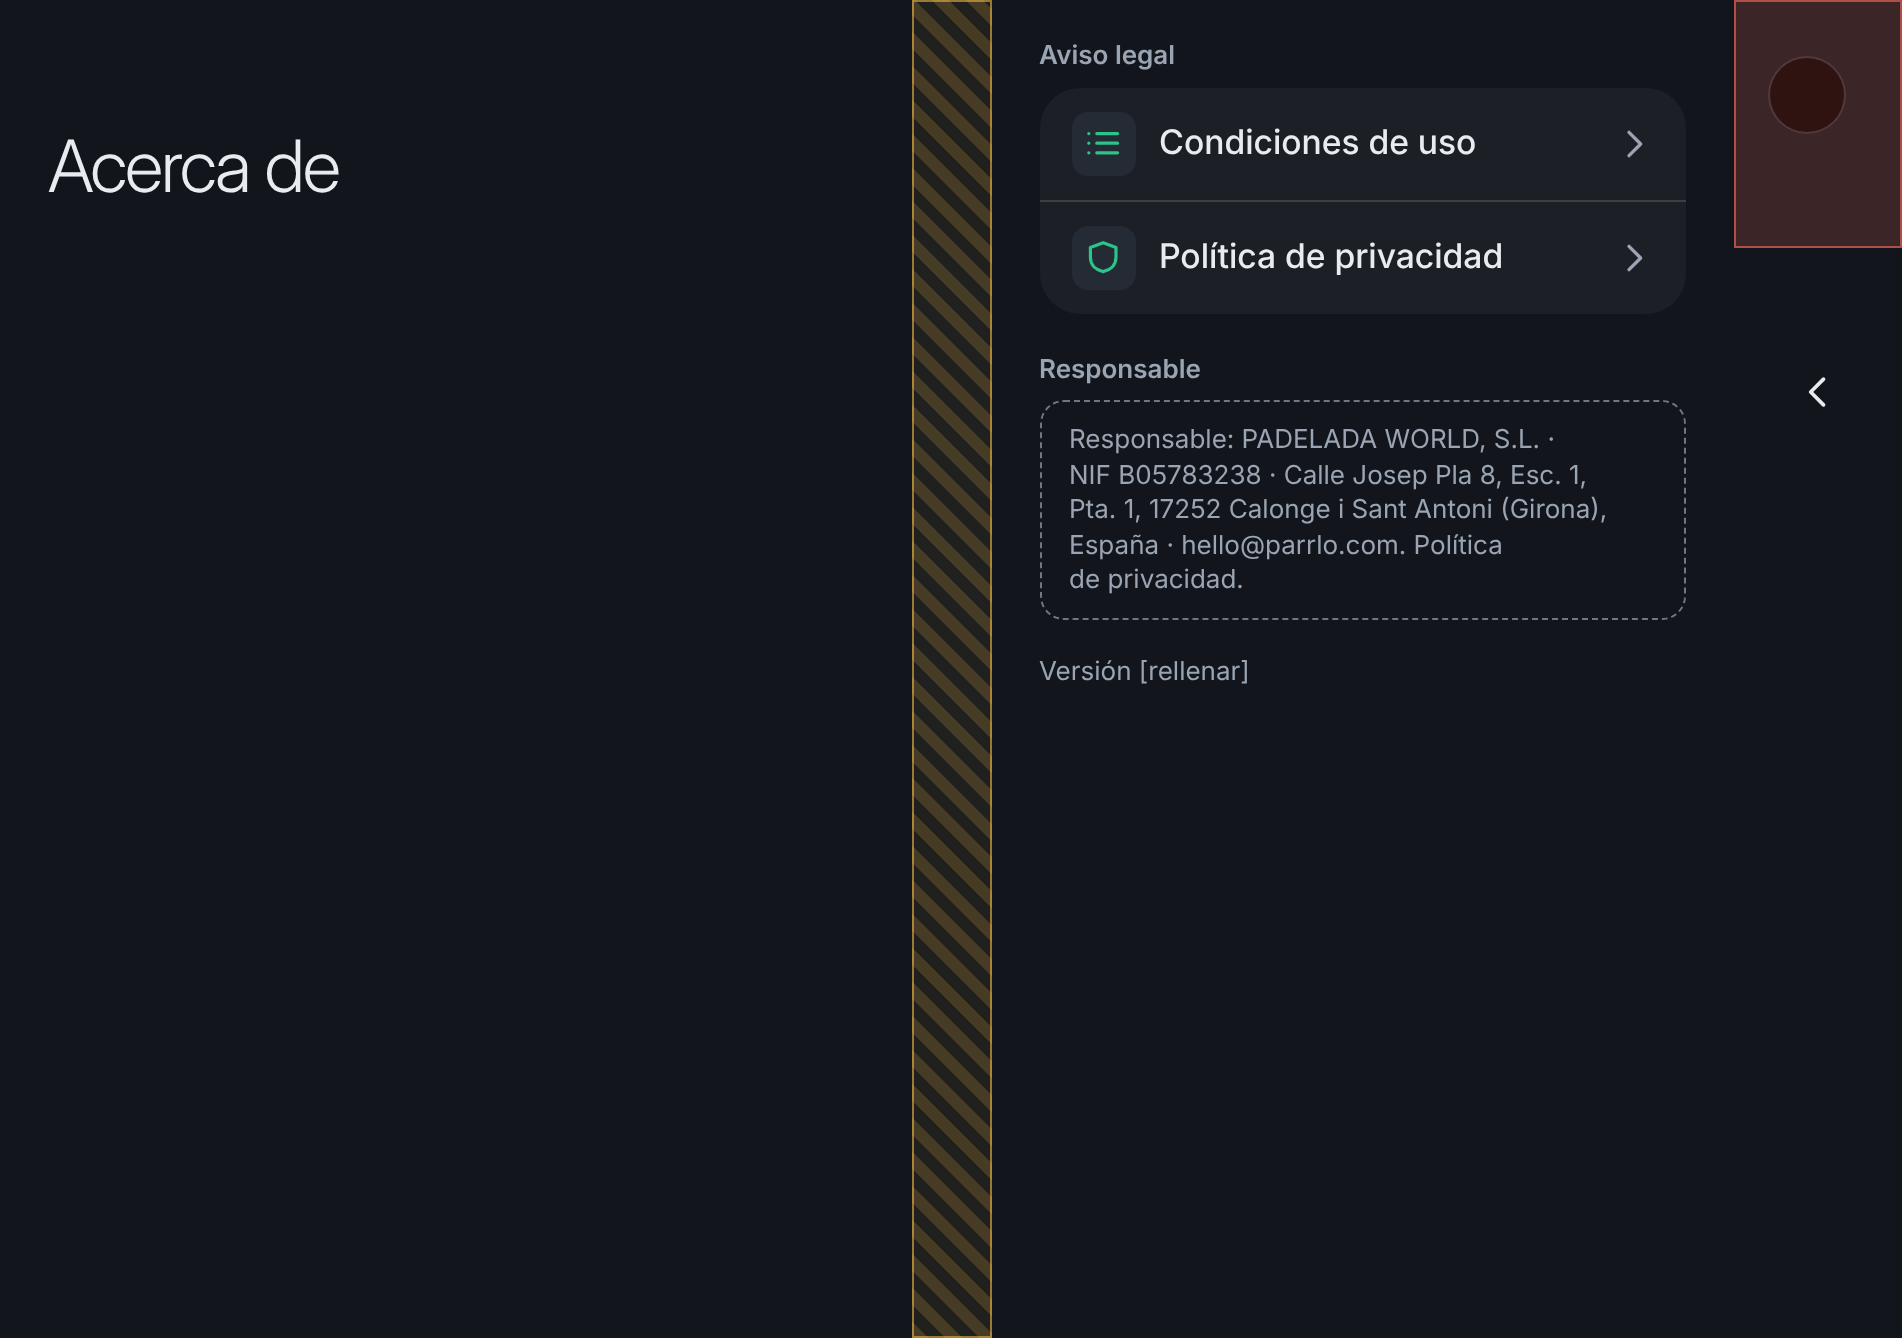 Acerca de
Aviso legal
Condiciones de uso
Política de privacidad
Responsable
Responsable: PADELADA WORLD, S.L. ·
NIF B05783238 · Calle Josep Pla 8, Esc. 1,
Pta. 1, 17252 Calonge i Sant Antoni (Girona),
España · hello@parrlo.com. Política
de privacidad.
Versión [rellenar]